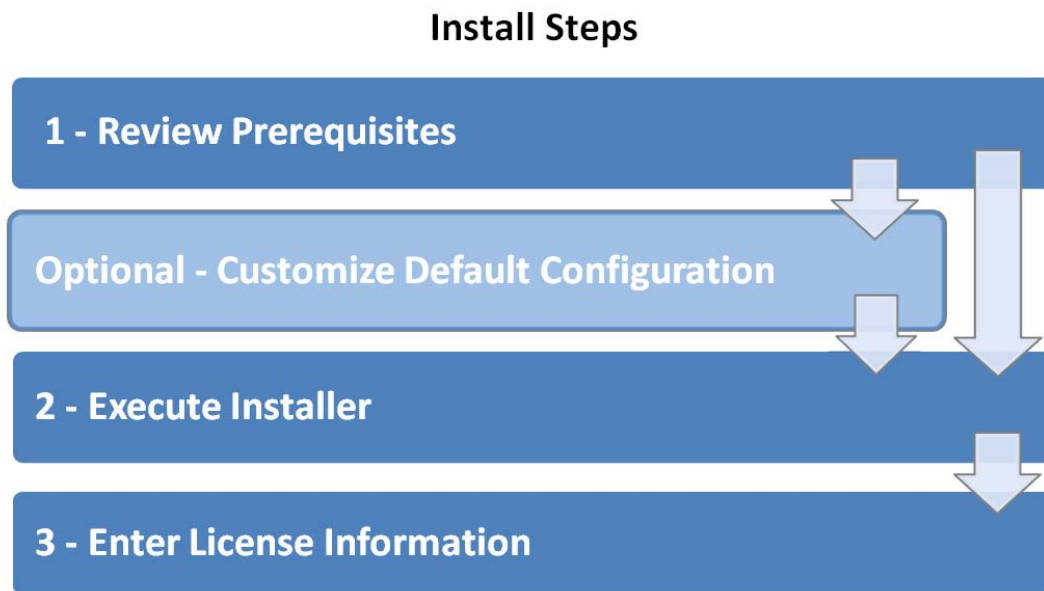 Install Steps
1 - Review Prerequisites
Optional - Customize Default Configuration
2 - Execute Installer
3 - Enter License Information